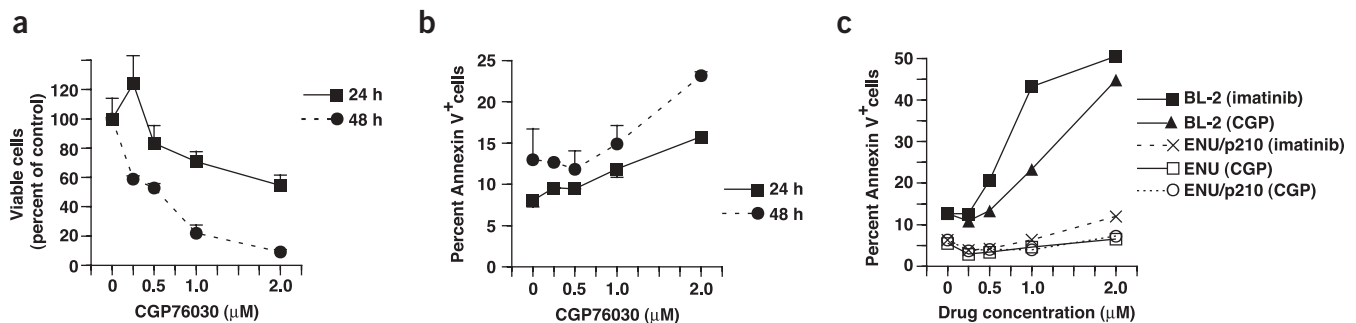 a
Viable cells
(percent of control)
120
100
80
60
40
20
0
0 0.5 1.0 2.0
CGP76030 (μM)
24 h
48 h
b
Percent Annexin V+cells
25
20
15
10
5
0
0 0.5 1.0 2.0
CGP76030 (μM)
24 h
48 h
c
Percent Annexin V+cells
50
40
30
20
10
0
0 0.5 1.0 2.0
Drug concentration (μM)
BL-2 (imatinib)
BL-2 (CGP)
ENU/p210 (imatinib)
ENU (CGP)
ENU/p210 (CGP)